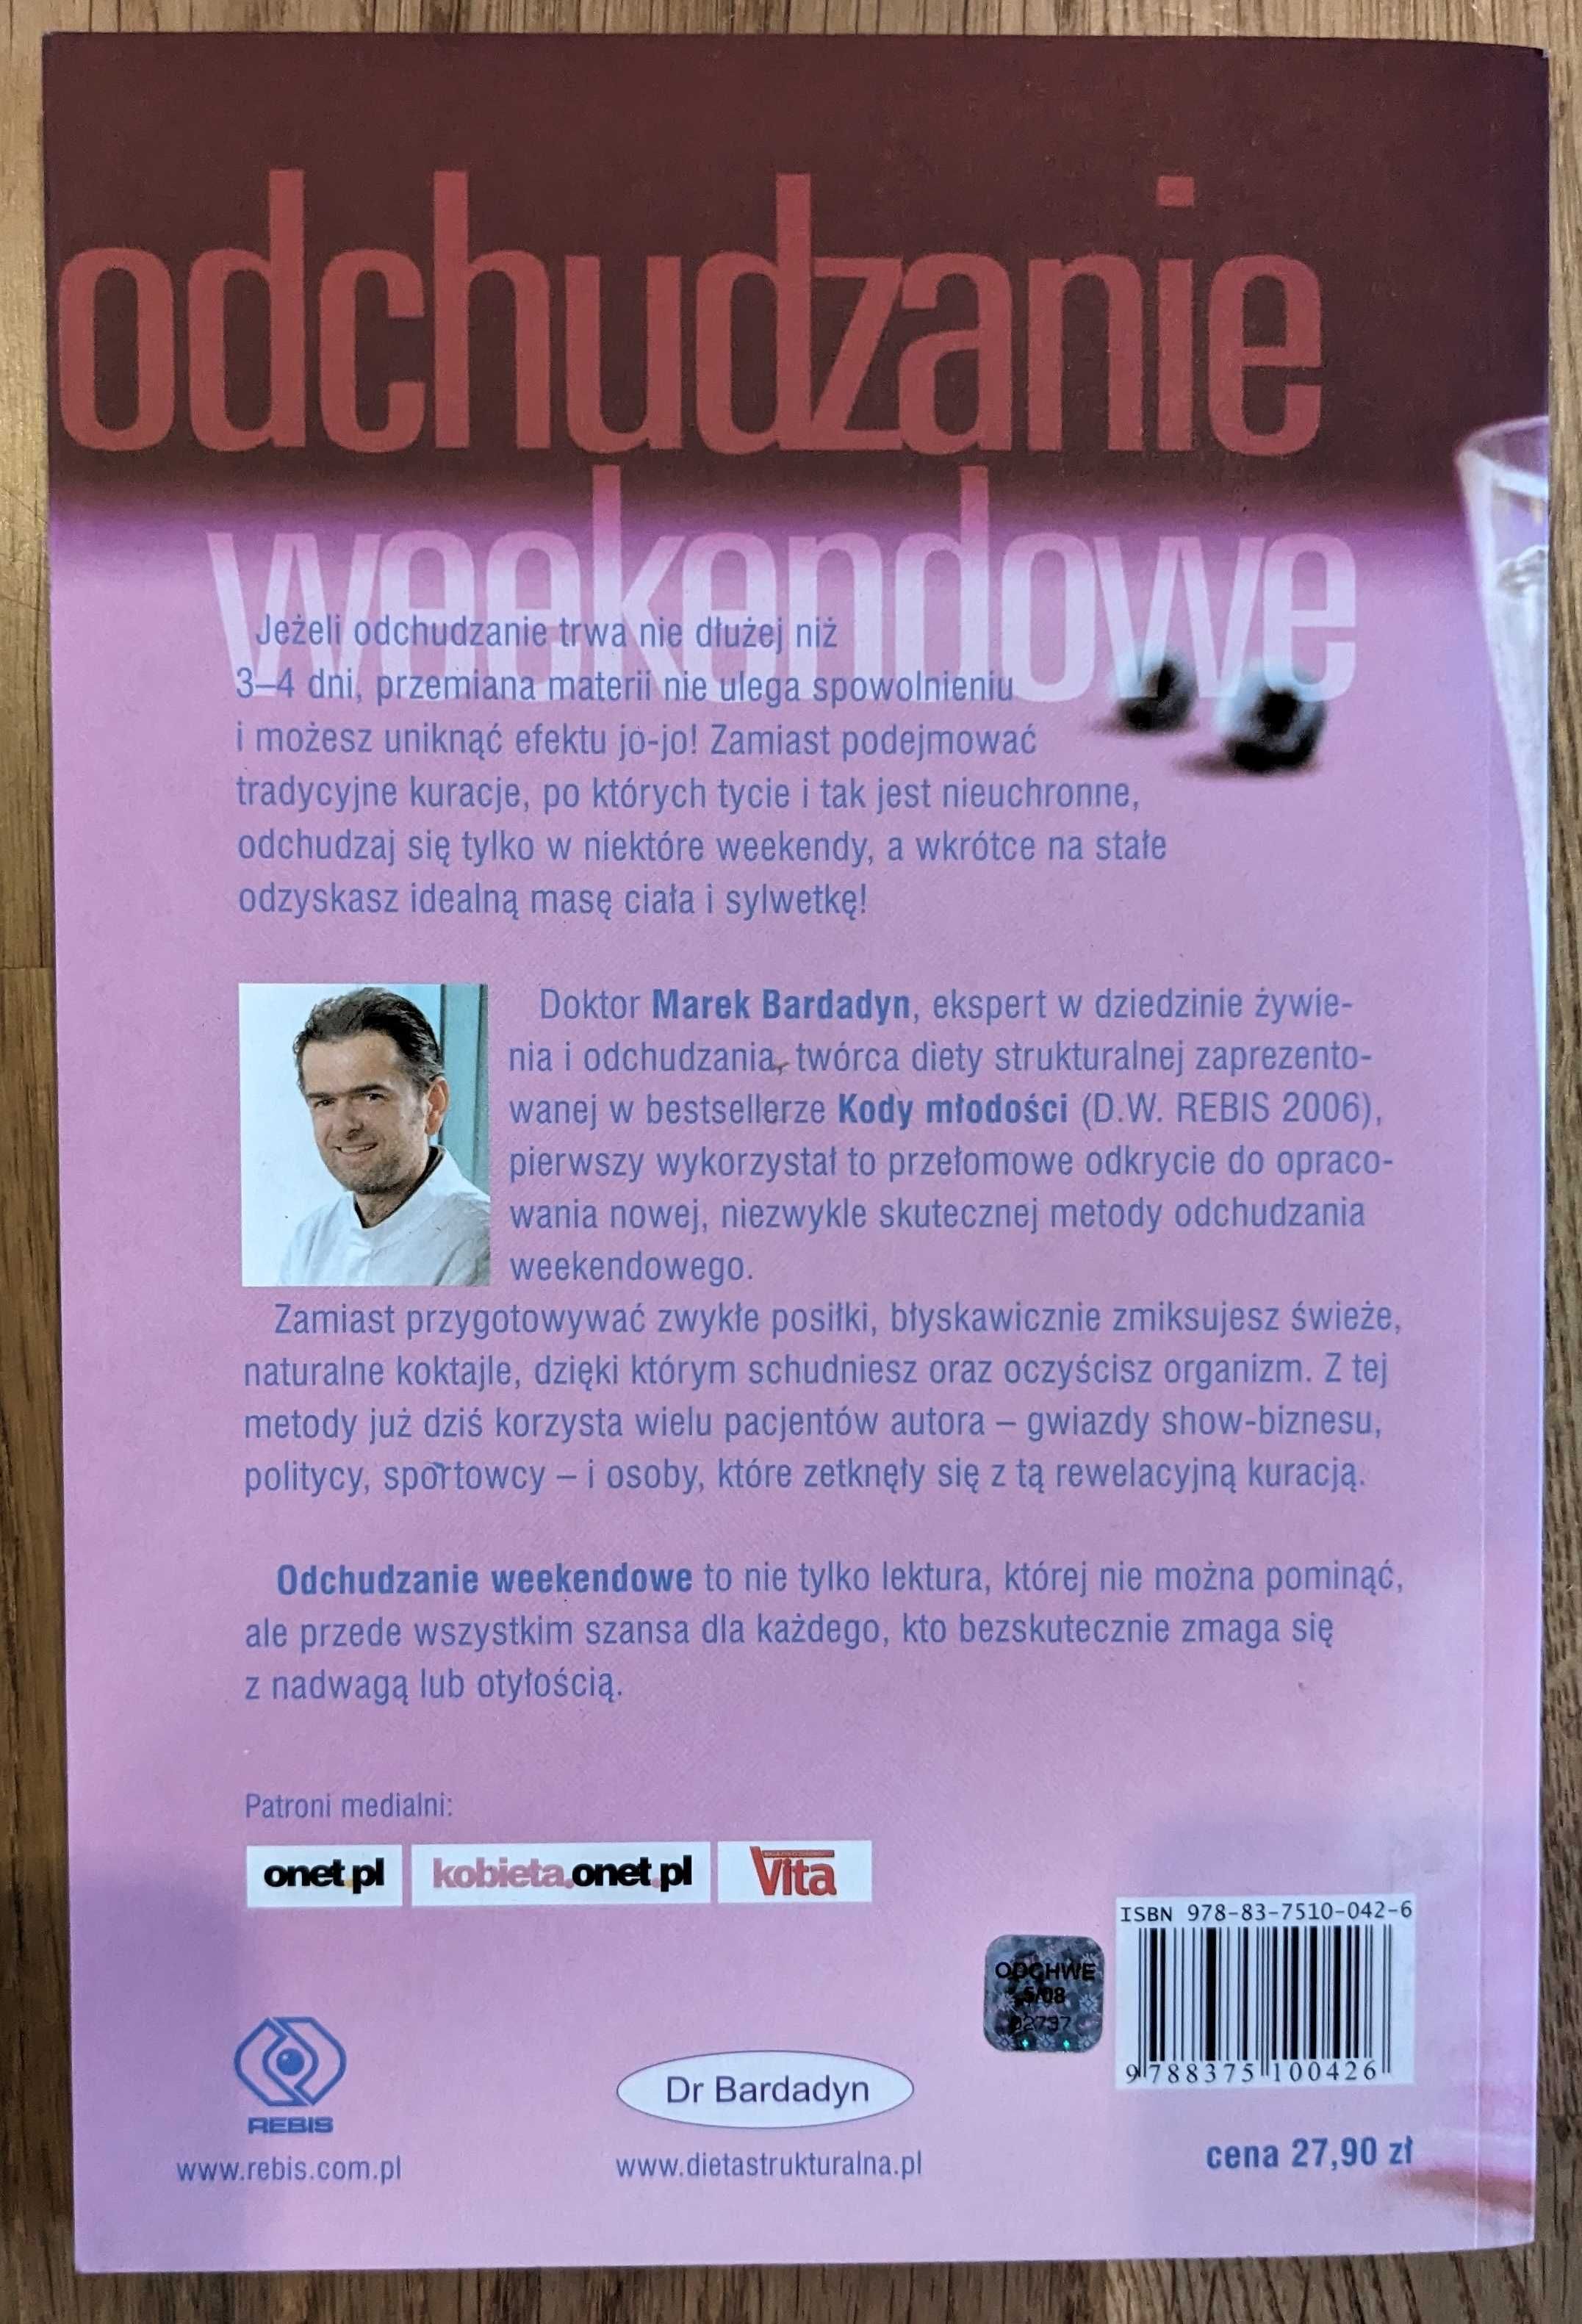 odchudzanie
weekendowe
Jeżeli odchudzanie trwa nie dłużej niż
3–4 dni, przemiana materii nie ulega spowolnieniu
i możesz uniknąć efektu jo-jo! Zamiast podejmować
tradycyjne kuracje, po których tycie i tak jest nieuchronne,
odchudzaj się tylko w niektóre weekendy, a wkrótce na stałe
odzyskasz idealną masę ciała i sylwetkę!
Doktor Marek Bardadyn, ekspert w dziedzinie żywie-
nia i odchudzania, twórca diety strukturalnej zaprezento-
wanej w bestsellerze Kody młodości (D.W. REBIS 2006),
pierwszy wykorzystał to przełomowe odkrycie do opraco-
wania nowej, niezwykle skutecznej metody odchudzania
weekendowego.
Zamiast przygotowywać zwykłe posiłki, błyskawicznie zmiksujesz świeże,
naturalne koktajle, dzięki którym schudniesz oraz oczyścisz organizm. Z tej
metody już dziś korzysta wielu pacjentów autora – gwiazdy show-biznesu,
politycy, sportowcy – i osoby, które zetknęły się z tą rewelacyjną kuracją.
Odchudzanie weekendowe to nie tylko lektura, której nie można pominąć,
ale przede wszystkim szansa dla każdego, kto bezskutecznie zmaga się
z nadwagą lub otyłością.
Patroni medialni:
onet.pl kobieta.onet.pl Vita
ISBN 978-83-7510-042-6
ODCHWE
5/08
02797
9 788375 100426
REBIS
Dr Bardadyn
www.rebis.com.pl
www.dietastrukturalna.pl
cena 27,90 zł